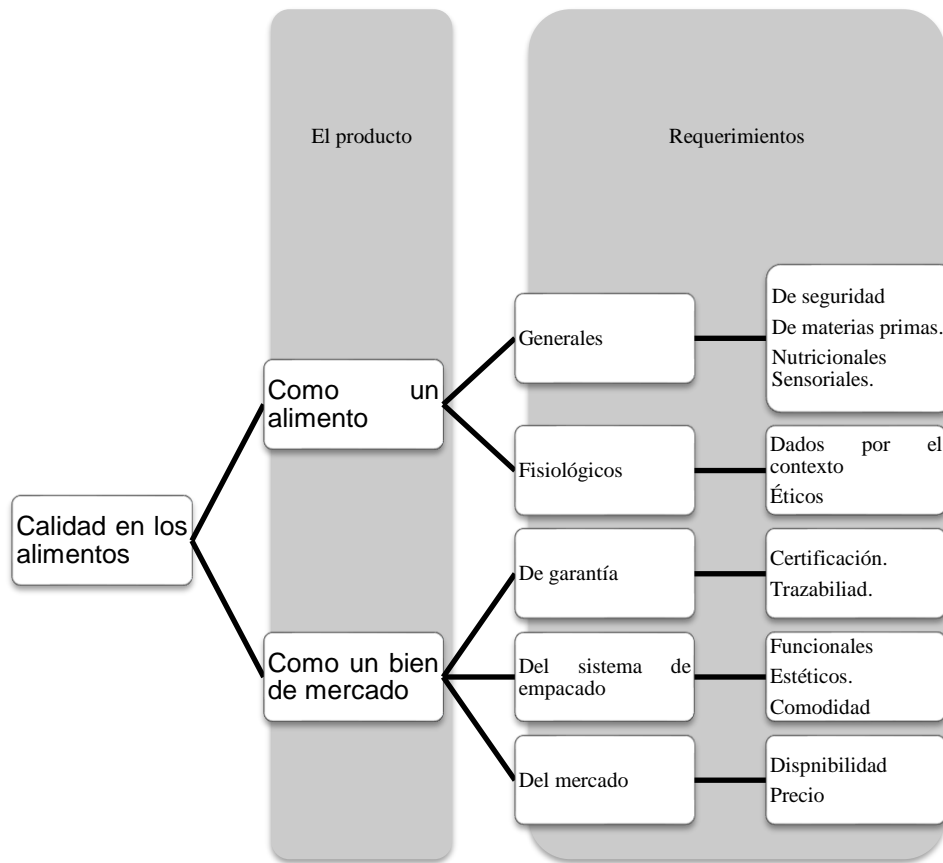 El producto
Requerimientos
Calidad en los
alimentos
Como un
alimento
Generales
De seguridad
De materias primas.
Nutricionales
Sensoriales.
Fisiológicos
Dados por el
contexto
Éticos
Como un bien
de mercado
De garantía
Certificación.
Trazabiliad.
Del sistema de
empacado
Funcionales
Estéticos.
Comodidad
Del mercado
Dispnibilidad
Precio